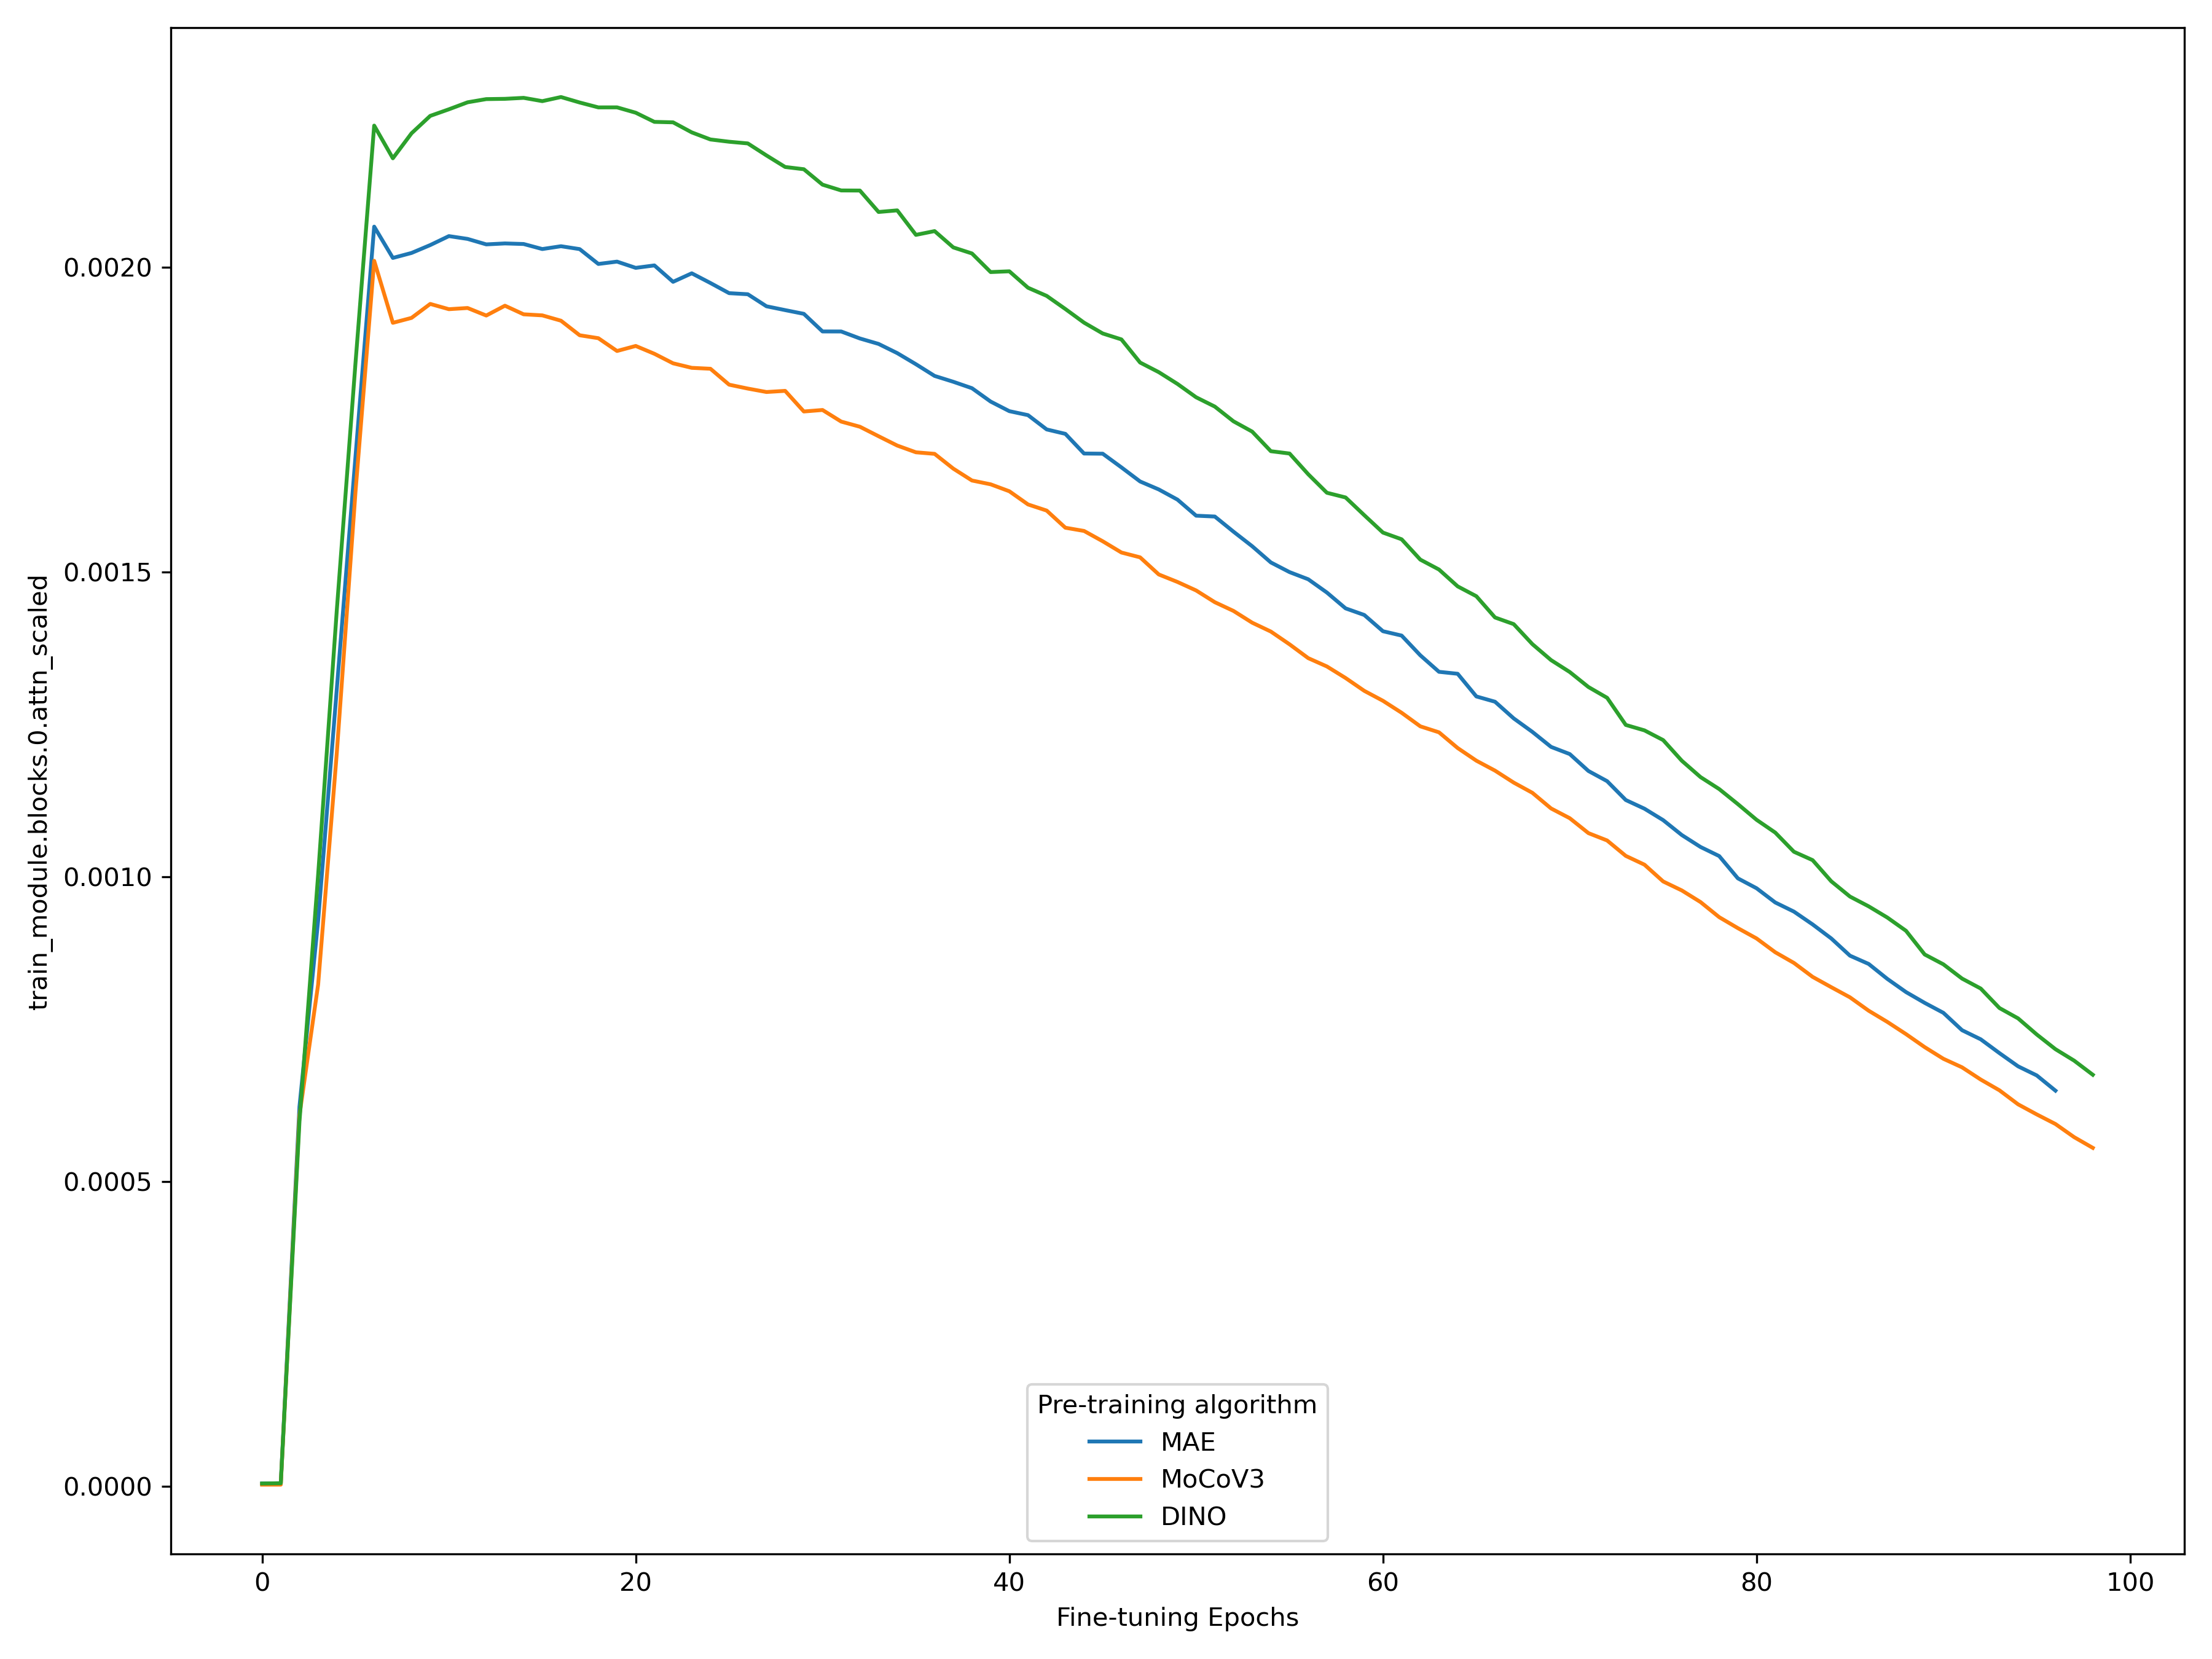 train_module.blocks.0.attn_scaled
0.0020
0.0015
0.0010
0.0005
0.0000
Pre-training algorithm
MAE
MoCoV3
DINO
0 20 40 60 80 100
Fine-tuning Epochs